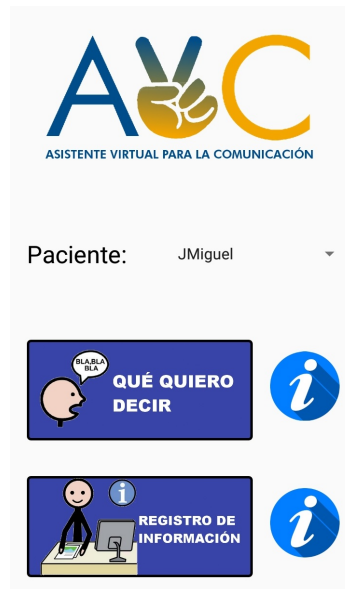 AVC
ASISTENTE VIRTUAL PARA LA COMUNICACIÓN
Paciente: JMiguel
BLA,BLA
BLA
QUÉ QUIERO
DECIR
i
i
REGISTRO DE
INFORMACIÓN
i